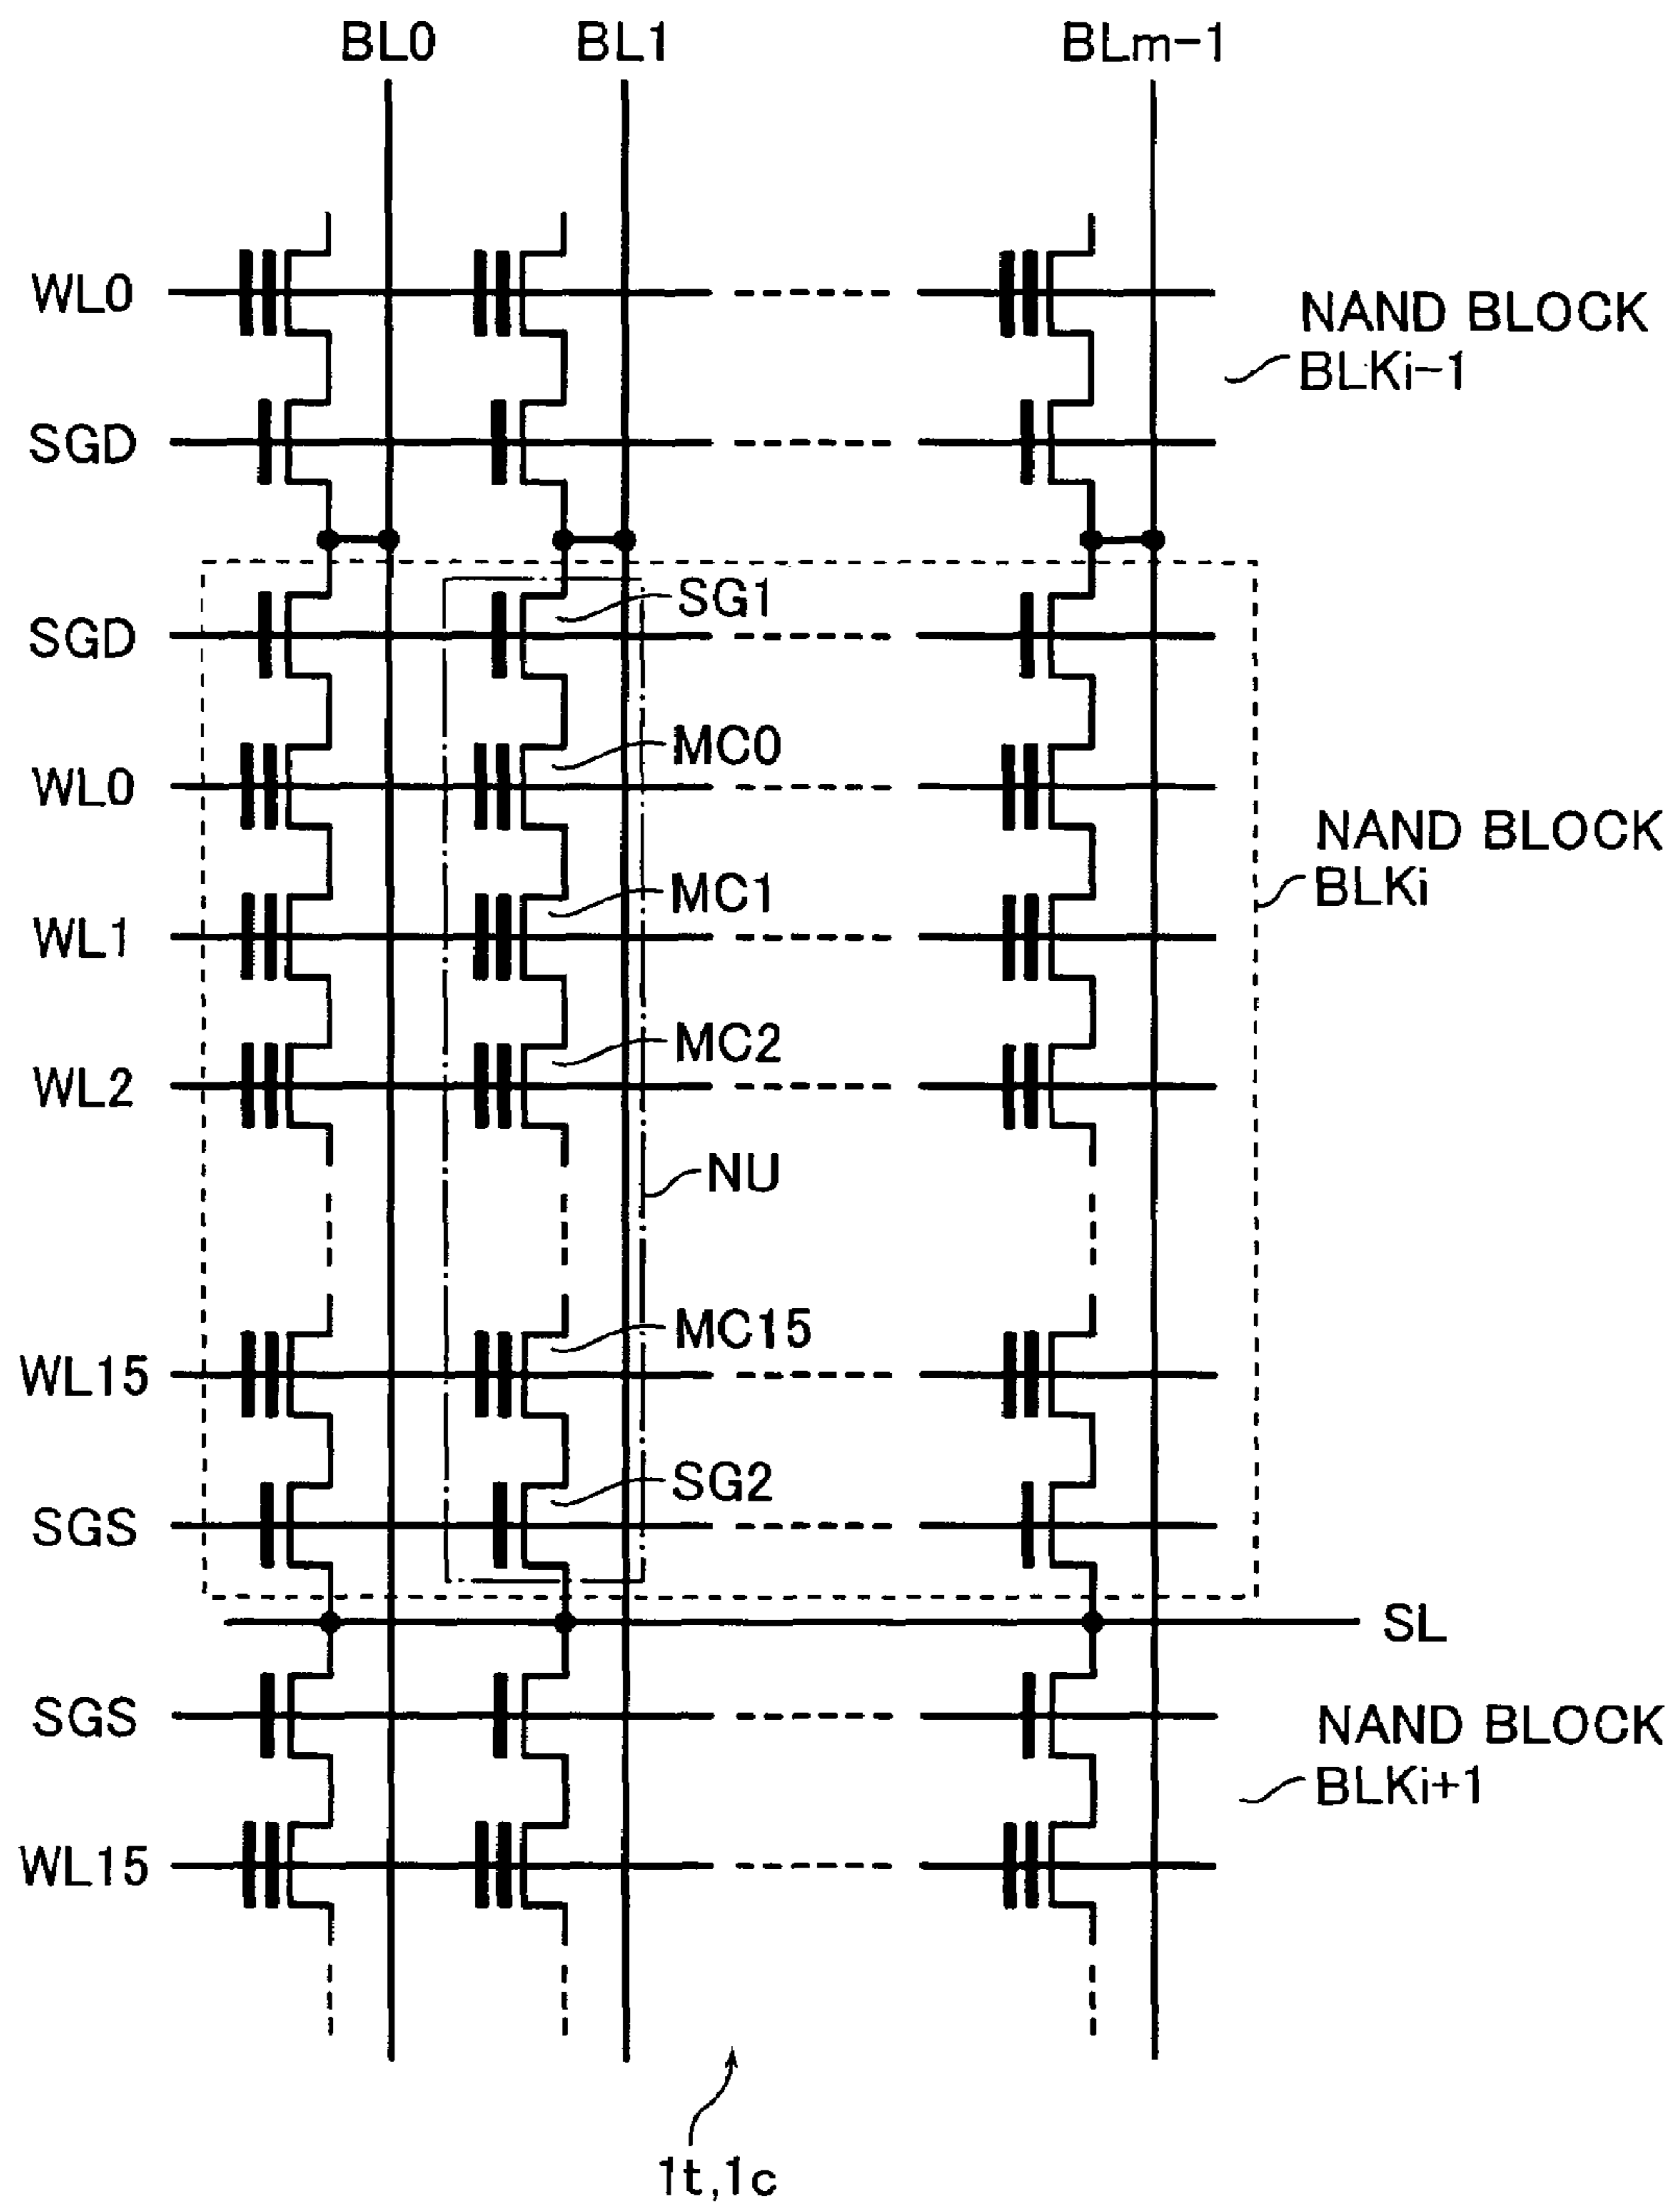 BL0 BL1 BLm-1
WL0
NAND BLOCK
BLKi-1
SGD
SGD
SG1
WL0
MC0
NAND BLOCK
BLKi
WL1
MC1
WL2
MC2
NU
WL15
MC15
SGS
SG2
SL
SGS
NAND BLOCK
BLKi+1
WL15
1t,1c